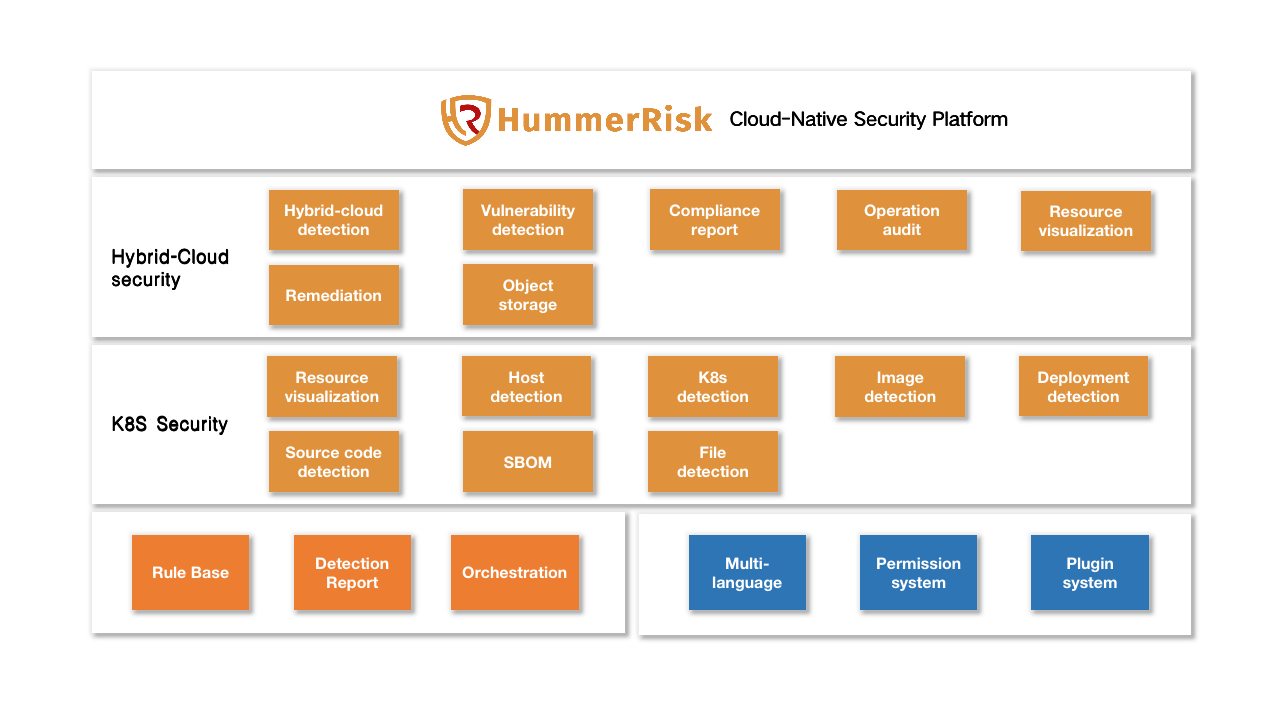 HummerRisk Cloud-Native Security Platform
Hybrid-Cloud
security
Hybrid-cloud
detection
Vulnerability
detection
Compliance
report
Operation
audit
Resource
visualization
Remediation
Object
storage
K8S Security
Resource
visualization
Host
detection
K8s
detection
Image
detection
Deployment
detection
Source code
detection
SBOM
File
detection
Rule Base
Detection
Report
Orchestration
Multi-
language
Permission
system
Plugin
system